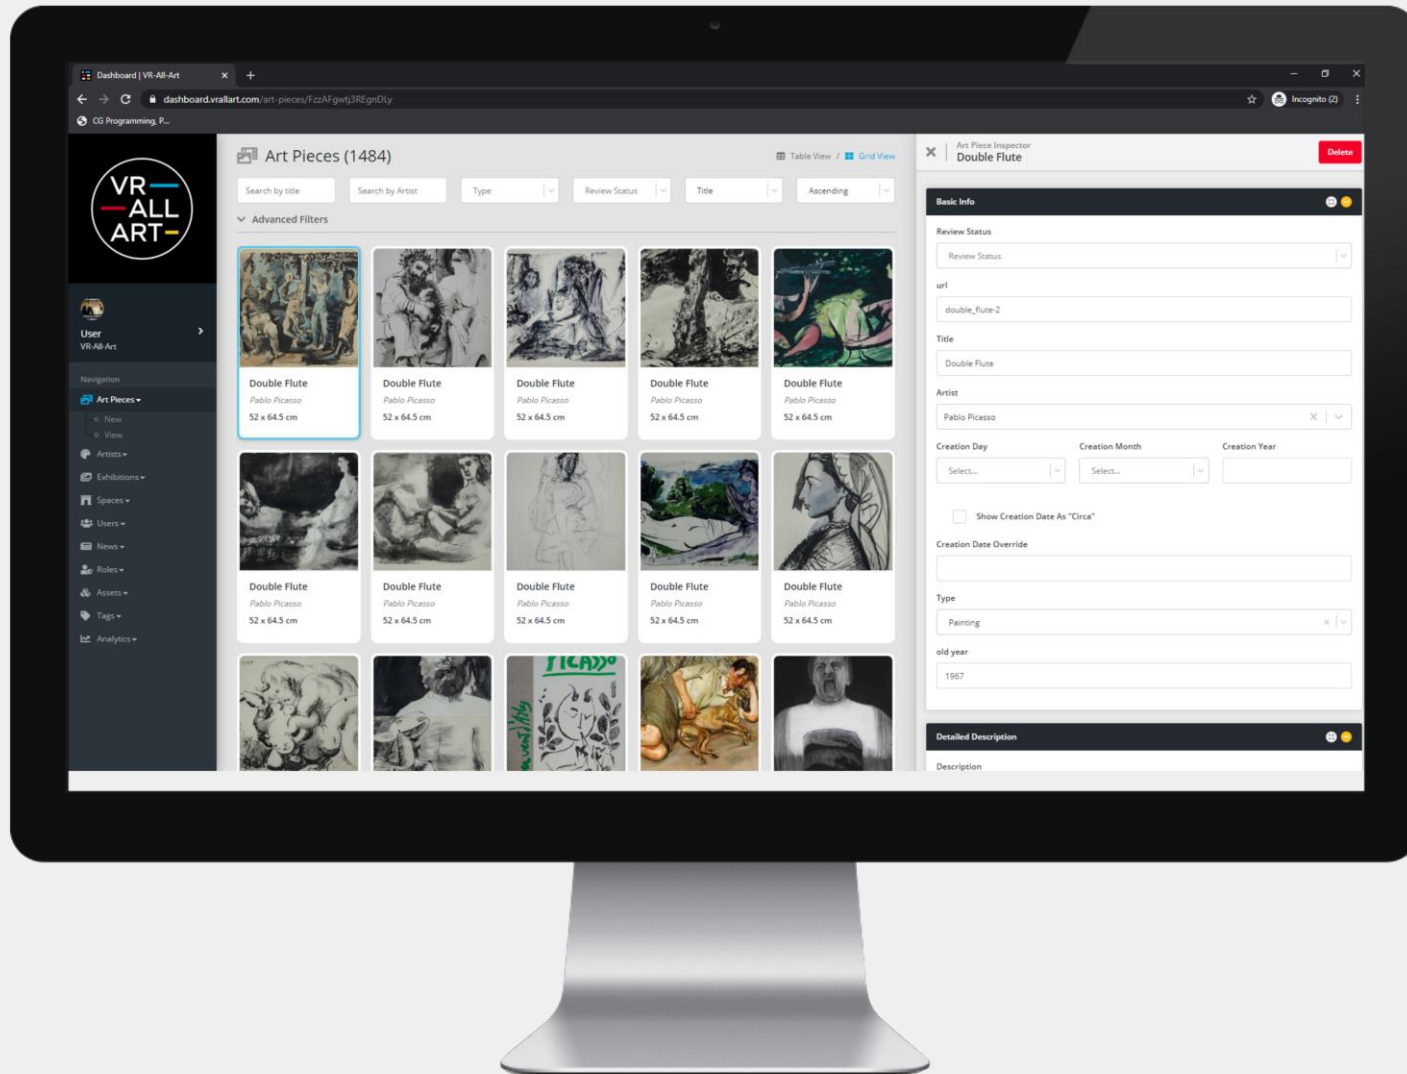 Dashboard | VR-All-Art
dashboard.vrallart.com/art-pieces/FzzAFgwtj3REgnDLy
Incognito (2)
CG Programming, P...
VR
ALL
ART
User
VR-All-Art
Navigation
Art Pieces
New
View
Artists
Exhibitions
Spaces
Users
News
Roles
Assets
Tags
Analytics
Art Pieces (1484)
Table View / Grid View
Search by title
Search by Artist
Type
Review Status
Title
Ascending
Advanced Filters
Double Flute
Pablo Picasso
52 x 64.5 cm
Double Flute
Pablo Picasso
52 x 64.5 cm
Double Flute
Pablo Picasso
52 x 64.5 cm
Double Flute
Pablo Picasso
52 x 64.5 cm
Double Flute
Pablo Picasso
52 x 64.5 cm
Double Flute
Pablo Picasso
52 x 64.5 cm
Double Flute
Pablo Picasso
52 x 64.5 cm
Double Flute
Pablo Picasso
52 x 64.5 cm
Double Flute
Pablo Picasso
52 x 64.5 cm
Double Flute
Pablo Picasso
52 x 64.5 cm
PICASSO
Art Piece Inspector
Double Flute
Delete
Basic Info
Review Status
Review Status
url
double_flute-2
Title
Double Flute
Artist
Pablo Picasso
Creation Day
Creation Month
Creation Year
Select...
Select...
Show Creation Date As "Circa"
Creation Date Override
Type
Painting
old year
1967
Detailed Description
Description